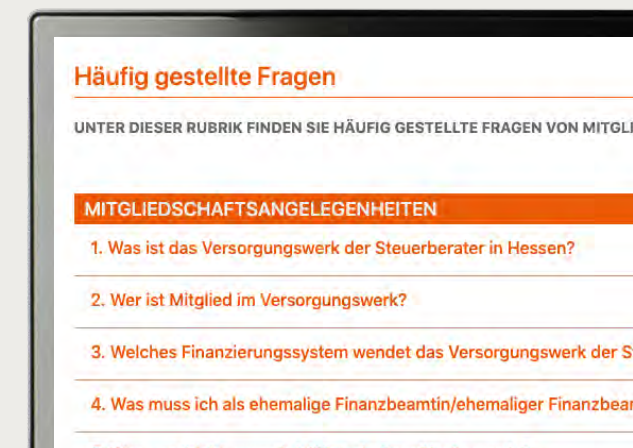 Häufig gestellte Fragen
UNTER DIESER RUBRIK FINDEN SIE HÄUFIG GESTELLTE FRAGEN VON
MITGLIEDSCHAFTSANGELEGENHEITEN
1. Was ist das Versorgungswerk der Steuerberater in Hessen?
2. Wer ist Mitglied im Versorgungswerk?
3. Welches Finanzierungssystem wendet das Versorgungswerk der
4. Was muss ich als ehemalige Finanzbeamtin/ehemaliger